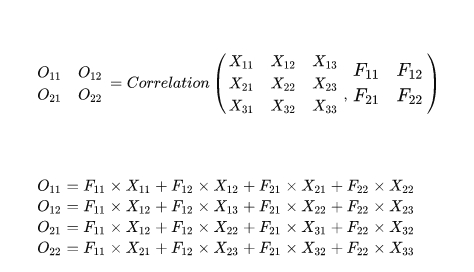 O₁₁ O₁₂ = Correlation ( X₁₁ X₁₂ X₁₃ F₁₁ F₁₂
O₂₁ O₂₂ X₂₁ X₂₂ X₂₃ , F₂₁ F₂₂ )
X₃₁ X₃₂ X₃₃
O₁₁ = F₁₁ × X₁₁ + F₁₂ × X₁₂ + F₂₁ × X₂₁ + F₂₂ × X₂₂
O₁₂ = F₁₁ × X₁₂ + F₁₂ × X₁₃ + F₂₁ × X₂₂ + F₂₂ × X₂₃
O₂₁ = F₁₁ × X₁₂ + F₁₂ × X₂₂ + F₂₁ × X₃₁ + F₂₂ × X₃₂
O₂₂ = F₁₁ × X₂₁ + F₁₂ × X₂₃ + F₂₁ × X₃₂ + F₂₂ × X₃₃